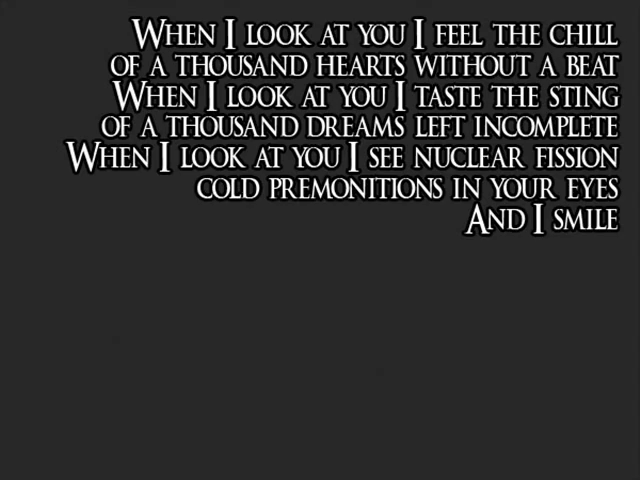 When I look at you I feel the chill
of a thousand hearts without a beat
When I look at you I taste the sting
of a thousand dreams left incomplete
When I look at you I see nuclear fission
cold premonitions in your eyes
And I smile